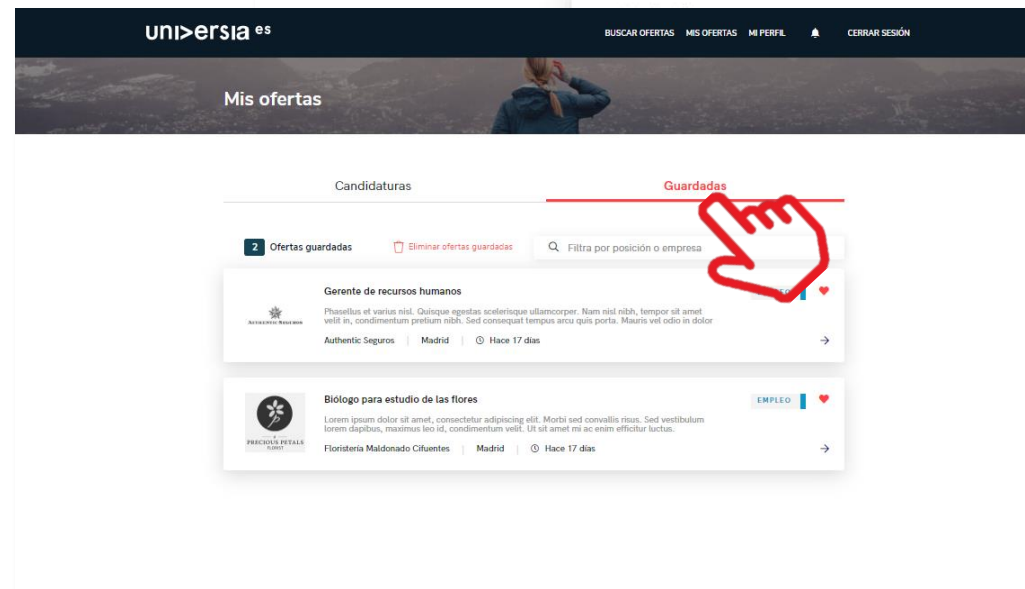 unı>ersıa es
BUSCAR OFERTAS MIS OFERTAS MI PERFIL CERRAR SESIÓN
Mis ofertas
Candidaturas Guardadas
2 Ofertas guardadas Eliminar ofertas guardadas Filtra por posición o empresa
Gerente de recursos humanos
Phasellus et varius nisl. Quisque egestas scelerisque ullamcorper. Nam nisl nibh, tempor sit amet
velit in, condimentum pretium nibh. Sed consequat tempus arcu quis porta. Mauris vel odio in dolor
AUTHENTIC SEGUROS
Authentic Seguros Madrid Hace 17 días
Biólogo para estudio de las flores EMPLEO
Lorem ipsum dolor sit amet, consectetur adipiscing elit. Morbi sed convallis risus. Sed vestibulum
lorem dapibus, maximus leo id, condimentum velit. Ut sit amet mi ac enim efficitur luctus.
PRECIOUS PETALS
FLORIST
Floristería Maldonado Cifuentes Madrid Hace 17 días